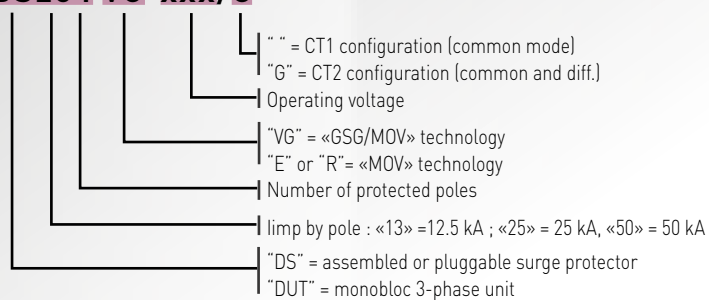 " " = CT1 configuration (common mode)
"G" = CT2 configuration (common and diff.)
Operating voltage
"VG" = «GSG/MOV» technology
"E" or "R"= «MOV» technology
Number of protected poles
Iimp by pole : «13» =12.5 kA ; «25» = 25 kA, «50» = 50 kA
"DS" = assembled or pluggable surge protector
"DUT" = monobloc 3-phase unit